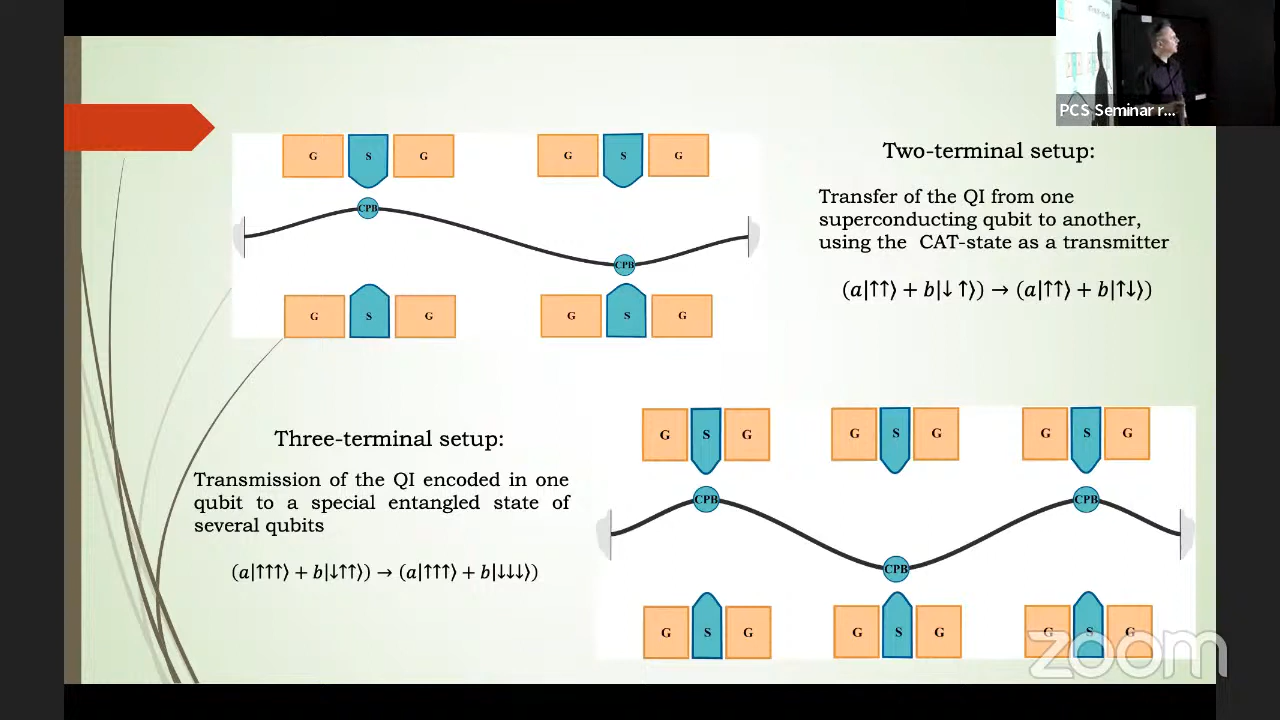 PCS Seminar r...
G S G G S G
CPB
CPB
G S G G S G
Two-terminal setup:
Transfer of the QI from one
superconducting qubit to another,
using the CAT-state as a transmitter
(a|↑↑⟩ + b|↓ ↑⟩) → (a|↑↑⟩ + b|↑↓⟩)
Three-terminal setup:
Transmission of the QI encoded in one
qubit to a special entangled state of
several qubits
(a|↑↑↑⟩ + b|↓↑↑⟩) → (a|↑↑↑⟩ + b|↓↓↓⟩)
G S G G S G G S G
CPB CPB
CPB
G S G G S G G S G
zoom